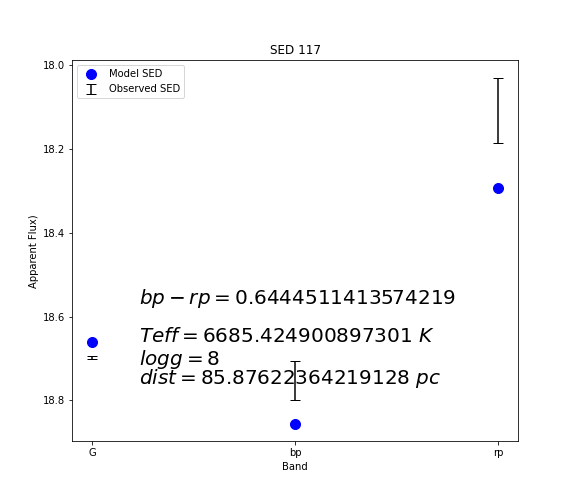 SED 117
18.0
Model SED
Observed SED
18.2
18.4
18.6
18.8
Apparent Flux)
bp − rp = 0.6444511413574219
Teff = 6685.424900897301 K
logg = 8
dist = 85.87622364219128 pc
G
bp
rp
Band